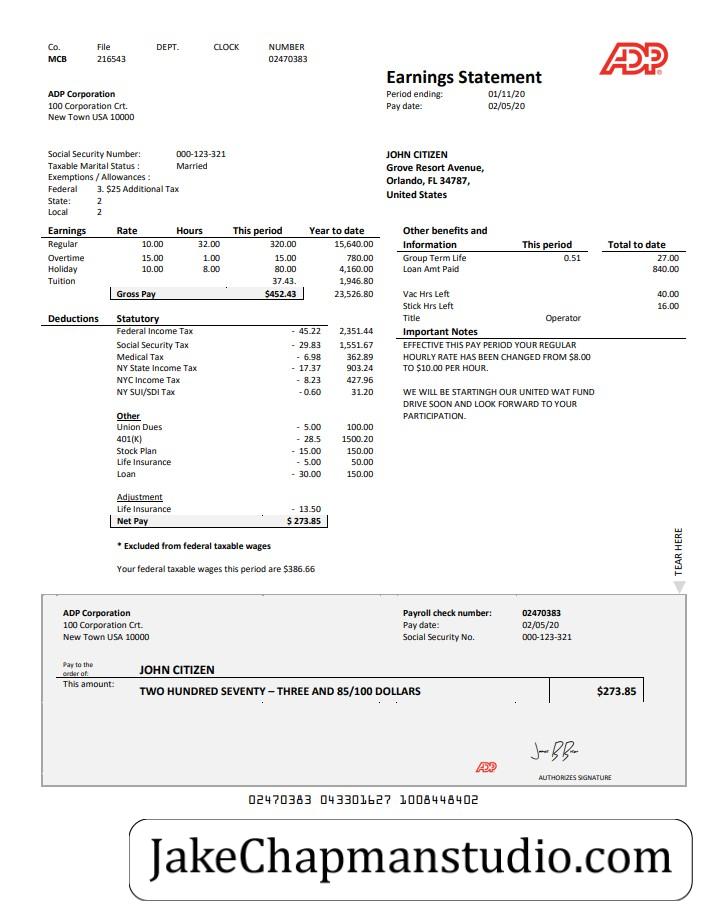 Co. File DEPT. CLOCK NUMBER
MCB 216543 02470383
ADP
Earnings Statement
Period ending: 01/11/20
Pay date: 02/05/20
ADP Corporation
100 Corporation Crt.
New Town USA 10000
Social Security Number: 000-123-321
Taxable Marital Status : Married
Exemptions / Allowances :
Federal 3. $25 Additional Tax
State: 2
Local 2
JOHN CITIZEN
Grove Resort Avenue,
Orlando, FL 34787,
United States
Earnings Rate Hours This period Year to date
Regular 10.00 32.00 320.00 15,640.00
Overtime 15.00 1.00 15.00 780.00
Holiday 10.00 8.00 80.00 4,160.00
Tuition 37.43. 1,946.80
Gross Pay $452.43 23,526.80
Other benefits and
Information This period Total to date
Group Term Life 0.51 27.00
Loan Amt Paid 840.00
Vac Hrs Left 40.00
Stick Hrs Left 16.00
Title Operator
Important Notes
EFFECTIVE THIS PAY PERIOD YOUR REGULAR
HOURLY RATE HAS BEEN CHANGED FROM $8.00
TO $10.00 PER HOUR.
WE WILL BE STARTINGH OUR UNITED WAT FUND
DRIVE SOON AND LOOK FORWARD TO YOUR
PARTICIPATION.
Deductions Statutory
Federal Income Tax - 45.22 2,351.44
Social Security Tax - 29.83 1,551.67
Medical Tax - 6.98 362.89
NY State Income Tax - 17.37 903.24
NYC Income Tax - 8.23 427.96
NY SUI/SDI Tax - 0.60 31.20
Other
Union Dues - 5.00 100.00
401(K) - 28.5 1500.20
Stock Plan - 15.00 150.00
Life Insurance - 5.00 50.00
Loan - 30.00 150.00
Adjustment
Life Insurance - 13.50
Net Pay $ 273.85
* Excluded from federal taxable wages
Your federal taxable wages this period are $386.66
TEAR HERE
ADP Corporation
100 Corporation Crt.
New Town USA 10000
Payroll check number: 02470383
Pay date: 02/05/20
Social Security No. 000-123-321
Pay to the
order of: JOHN CITIZEN
This amount: TWO HUNDRED SEVENTY – THREE AND 85/100 DOLLARS $273.85
ADP
AUTHORIZES SIGNATURE
02470383 043301627 1008448402
JakeChapmanstudio.com